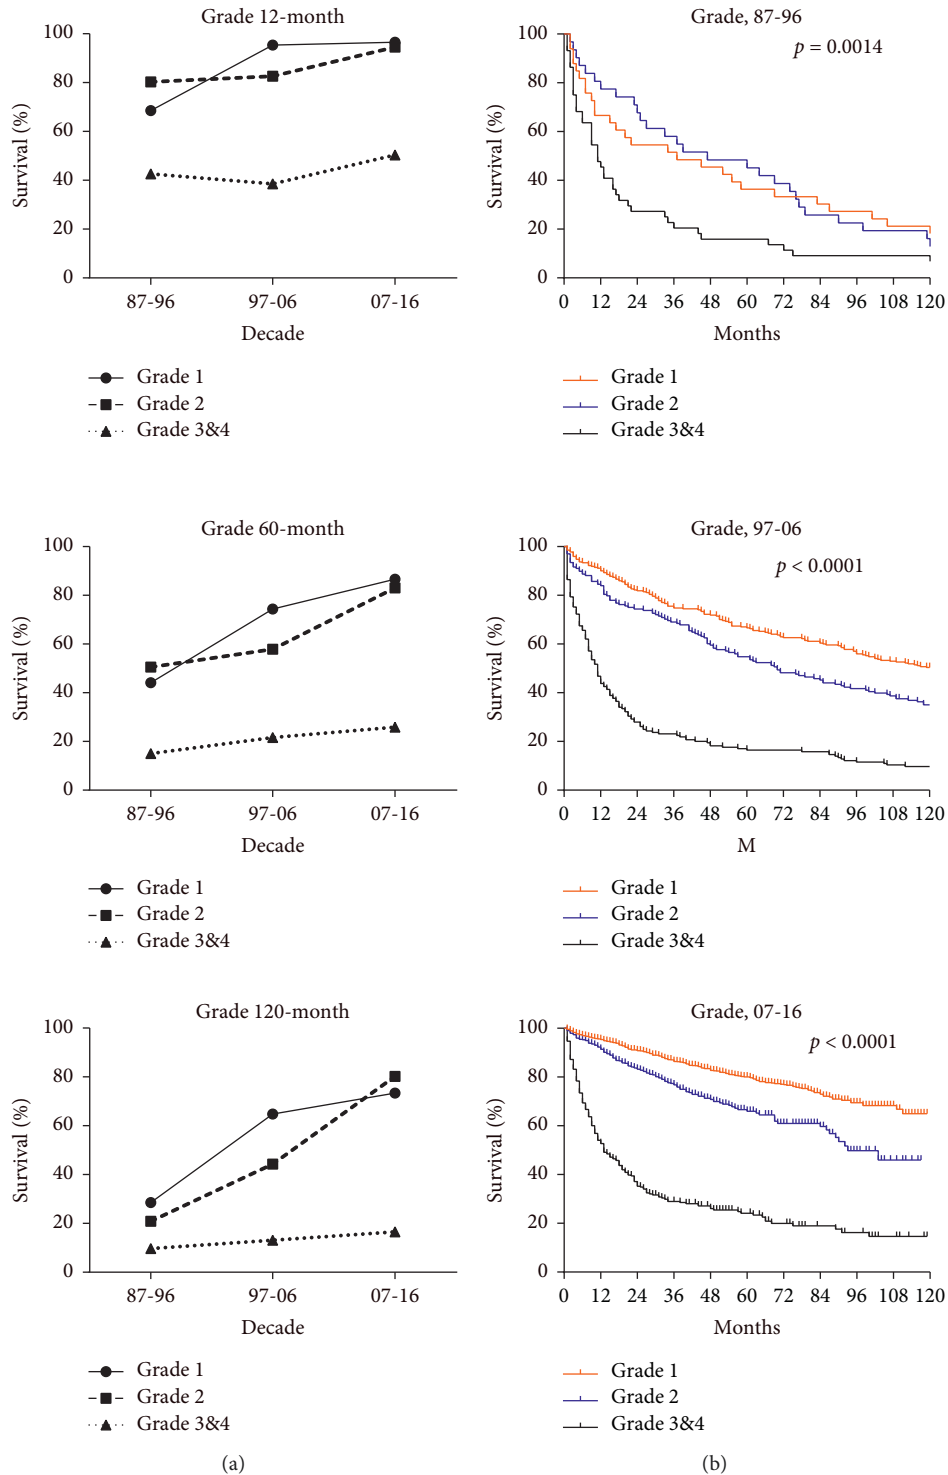 Grade 12-month
Survival (%)
100
80
60
40
20
0
87-96 97-06 07-16
Decade
Grade 1
Grade 2
Grade 3&4
Grade, 87-96
p = 0.0014
Survival (%)
100
80
60
40
20
0
0 12 24 36 48 60 72 84 96 108 120
Months
Grade 1
Grade 2
Grade 3&4
Grade 60-month
Survival (%)
100
80
60
40
20
0
87-96 97-06 07-16
Decade
Grade 1
Grade 2
Grade 3&4
Grade, 97-06
p < 0.0001
Survival (%)
100
80
60
40
20
0
0 12 24 36 48 60 72 84 96 108 120
M
Grade 1
Grade 2
Grade 3&4
Grade 120-month
Survival (%)
100
80
60
40
20
0
87-96 97-06 07-16
Decade
Grade 1
Grade 2
Grade 3&4
(a)
Grade, 07-16
p < 0.0001
Survival (%)
100
80
60
40
20
0
0 12 24 36 48 60 72 84 96 108 120
Months
Grade 1
Grade 2
Grade 3&4
(b)